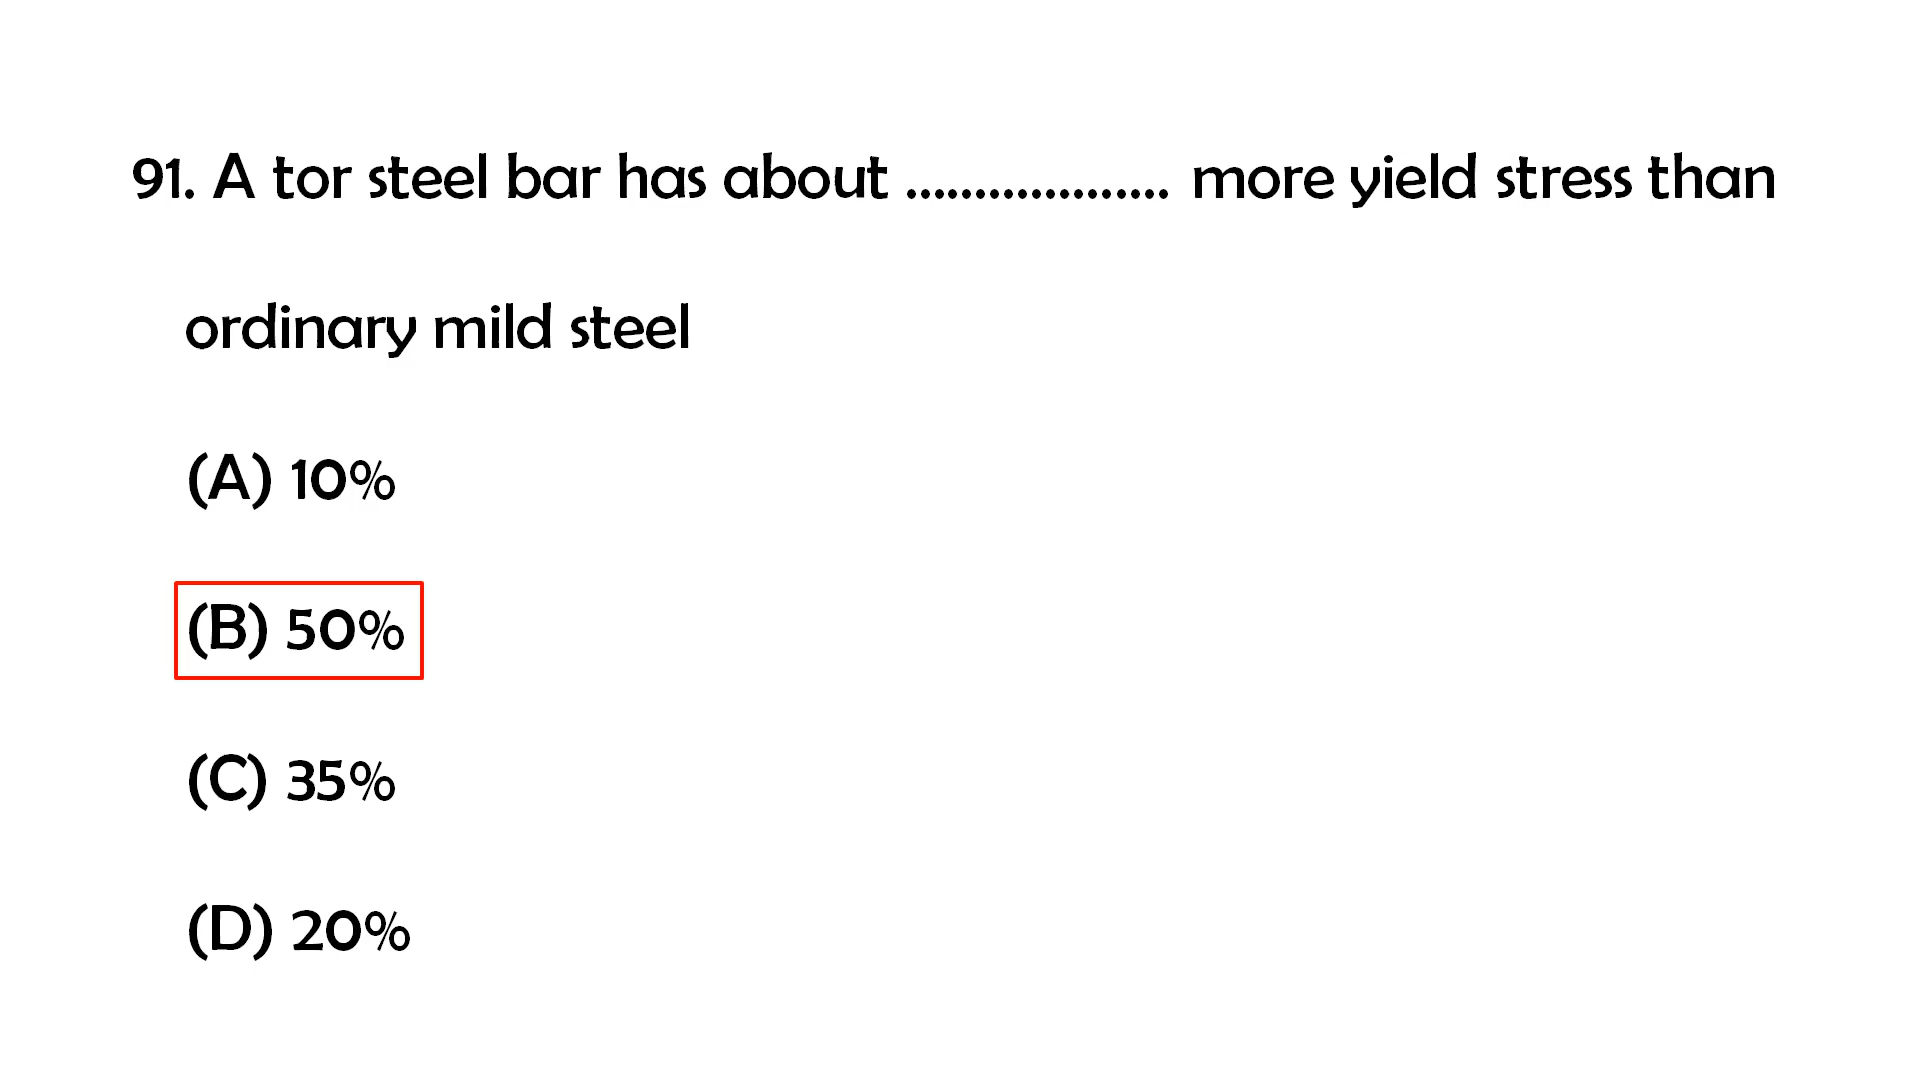 91. A tor steel bar has about ................... more yield stress than
ordinary mild steel
(A) 10%
(B) 50%
(C) 35%
(D) 20%